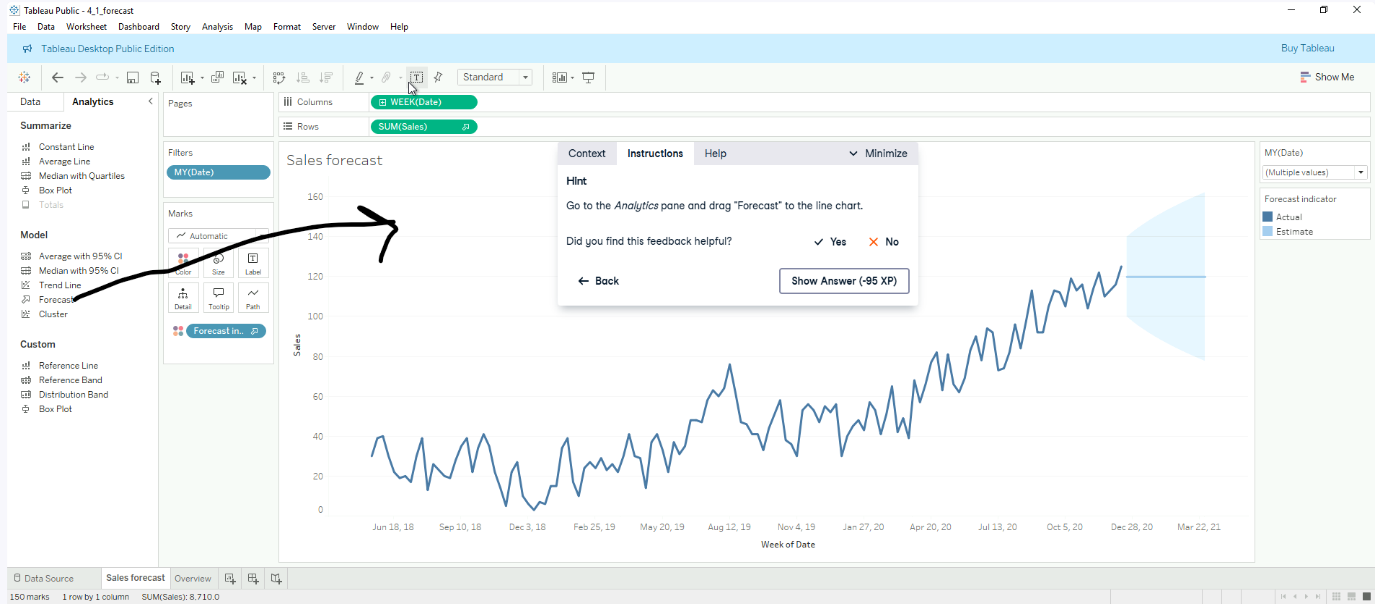 Tableau Public - 4_1_forecast
File Data Worksheet Dashboard Story Analysis Map Format Server Window Help
Tableau Desktop Public Edition
Buy Tableau
Standard
Show Me
Data
Analytics
Summarize
Constant Line
Average Line
Median with Quartiles
Box Plot
Totals
Model
Average with 95% CI
Median with 95% CI
Trend Line
Forecast
Cluster
Custom
Reference Line
Reference Band
Distribution Band
Box Plot
Pages
Filters
MY(Date)
Marks
Automatic
Color
Size
Label
Detail
Tooltip
Path
Forecast in..
Columns
WEEK(Date)
Rows
SUM(Sales)
Sales forecast
Sales
160
140
120
100
80
60
40
20
0
Jun 18, 18
Sep 10, 18
Dec 3, 18
Feb 25, 19
May 20, 19
Aug 12, 19
Nov 4, 19
Jan 27, 20
Apr 20, 20
Jul 13, 20
Oct 5, 20
Dec 28, 20
Mar 22, 21
Week of Date
Context
Instructions
Help
Minimize
Hint
Go to the Analytics pane and drag "Forecast" to the line chart.
Did you find this feedback helpful?
Yes
No
Back
Show Answer (-95 XP)
MY(Date)
(Multiple values)
Forecast indicator
Actual
Estimate
Data Source
Sales forecast
Overview
150 marks
1 row by 1 column
SUM(Sales): 8.710.0